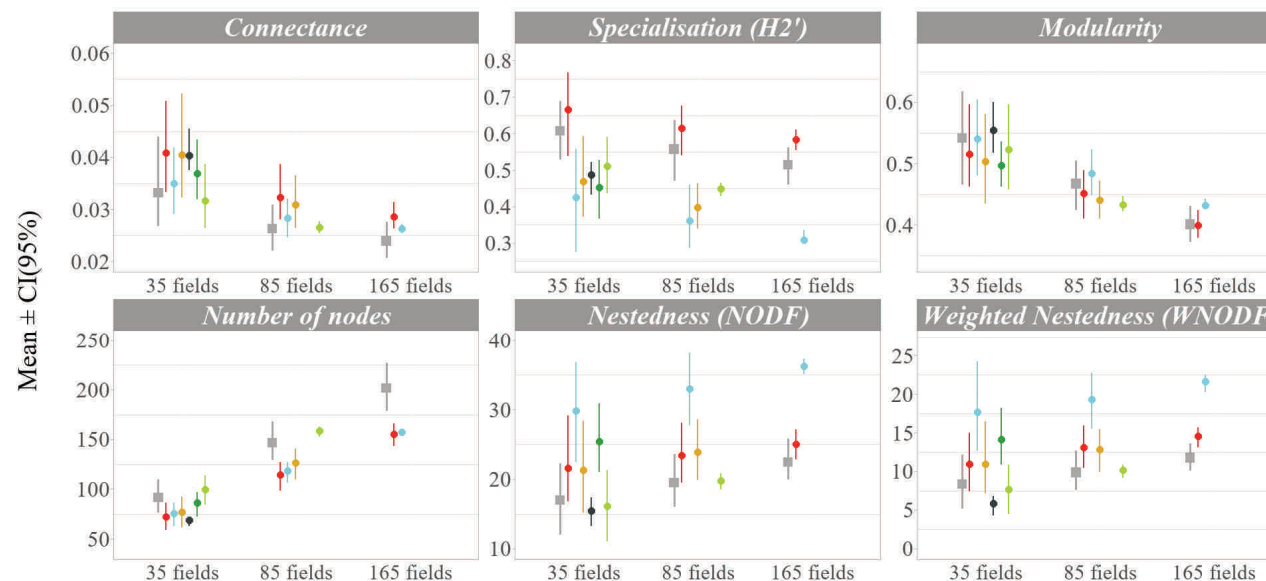 Connectance
Specialisation (H2')
Modularity
0.06
0.05
0.04
0.03
0.02
0.8
0.7
0.6
0.5
0.4
0.3
0.6
0.5
0.4
35 fields
85 fields
165 fields
35 fields
85 fields
165 fields
35 fields
85 fields
165 fields
Mean ± CI(95%)
Number of nodes
Nestedness (NODF)
Weighted Nestedness (WNODF
250
200
150
100
50
40
30
20
10
25
20
15
10
5
0
35 fields
85 fields
165 fields
35 fields
85 fields
165 fields
35 fields
85 fields
165 fields